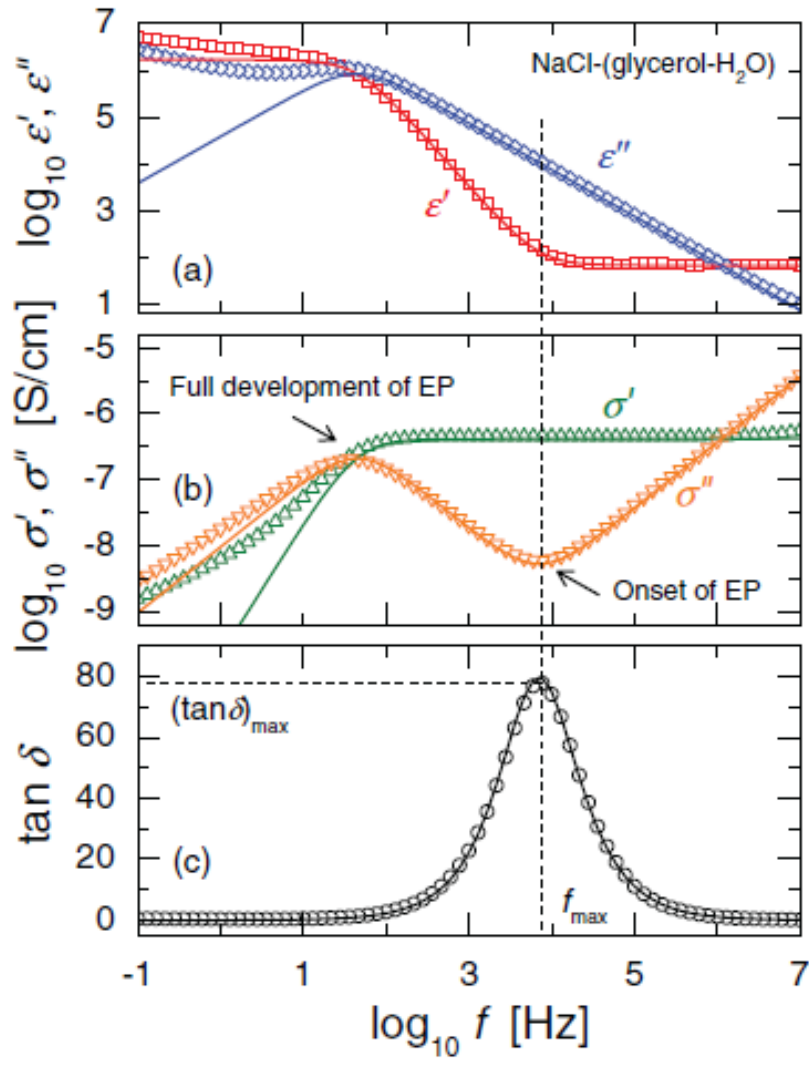 7
NaCl-(glycerol-H₂O)
5
log₁₀ ε', ε''
ε''
3
ε'
(a)
1
-5
Full development of EP
σ'
-6
log₁₀ σ', σ'' [S/cm]
-7
(b)
σ''
-8
Onset of EP
-9
80
(tanδ)max
60
tan δ
40
20
(c)
fmax
0
-1 1 3 5 7
log₁₀ f [Hz]